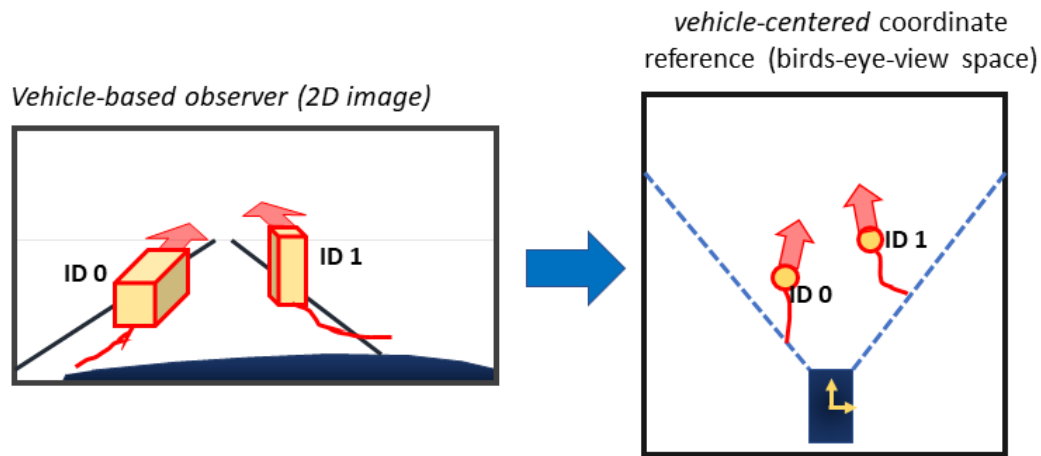 vehicle-centered coordinate
reference (birds-eye-view space)
Vehicle-based observer (2D image)
ID 0
ID 1
ID 1
ID 0